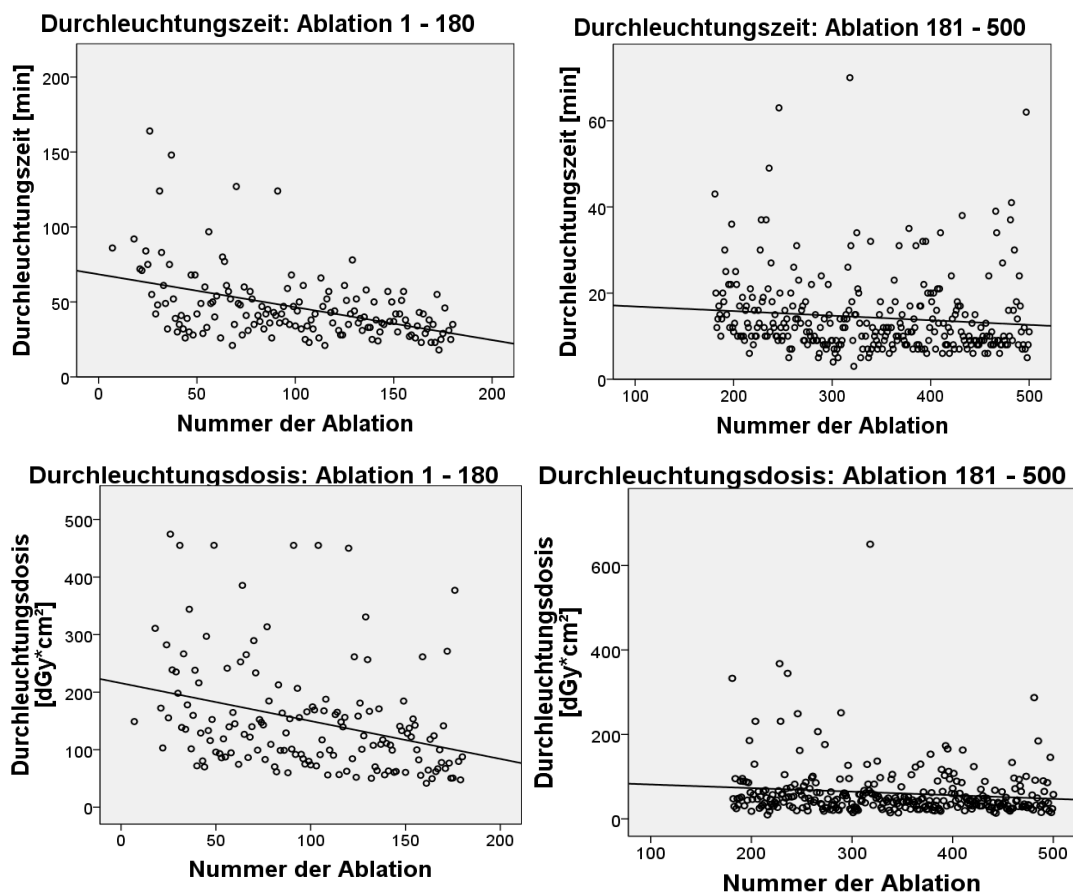 Durchleuchtungszeit: Ablation 1 - 180
Durchleuchtungszeit [min]
200
150
100
50
0
0 50 100 150 200
Nummer der Ablation
Durchleuchtungszeit: Ablation 181 - 500
Durchleuchtungszeit [min]
60
40
20
0
100 200 300 400 500
Nummer der Ablation
Durchleuchtungsdosis: Ablation 1 - 180
Durchleuchtungsdosis
[dGy*cm²]
500
400
300
200
100
0
0 50 100 150 200
Nummer der Ablation
Durchleuchtungsdosis: Ablation 181 - 500
Durchleuchtungsdosis
[dGy*cm²]
600
400
200
0
100 200 300 400 500
Nummer der Ablation